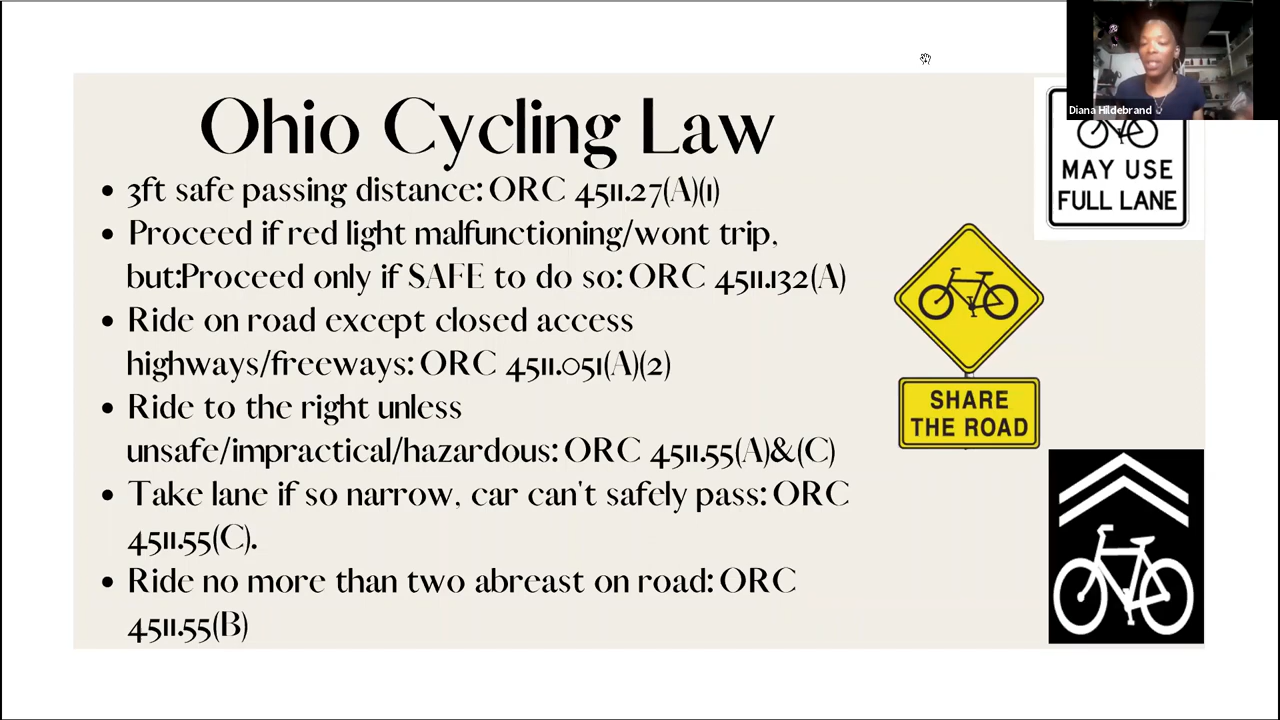 Ohio Cycling Law
• 3ft safe passing distance: ORC 4511.27(A)(1)
• Proceed if red light malfunctioning/wont trip,
but:Proceed only if SAFE to do so: ORC 4511.132(A)
• Ride on road except closed access
highways/freeways: ORC 4511.051(A)(2)
• Ride to the right unless
unsafe/impractical/hazardous: ORC 4511.55(A)&(C)
• Take lane if so narrow, car can't safely pass: ORC
4511.55(C).
• Ride no more than two abreast on road: ORC
4511.55(B)
Diana Hildebrand
MAY USE
FULL LANE
SHARE
THE ROAD